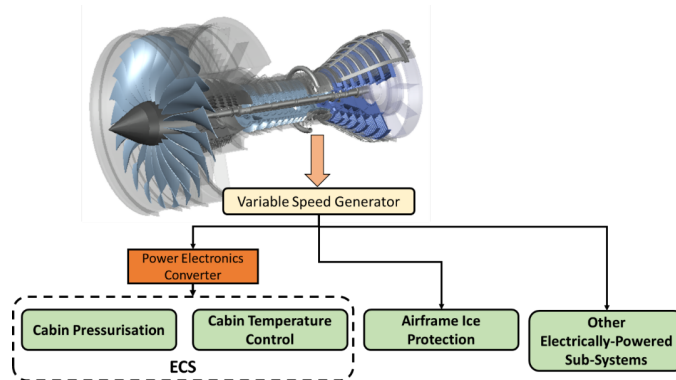 Variable Speed Generator
Power Electronics
Converter
Cabin Pressurisation
Cabin Temperature
Control
Airframe Ice
Protection
Other
Electrically-Powered
Sub-Systems
ECS